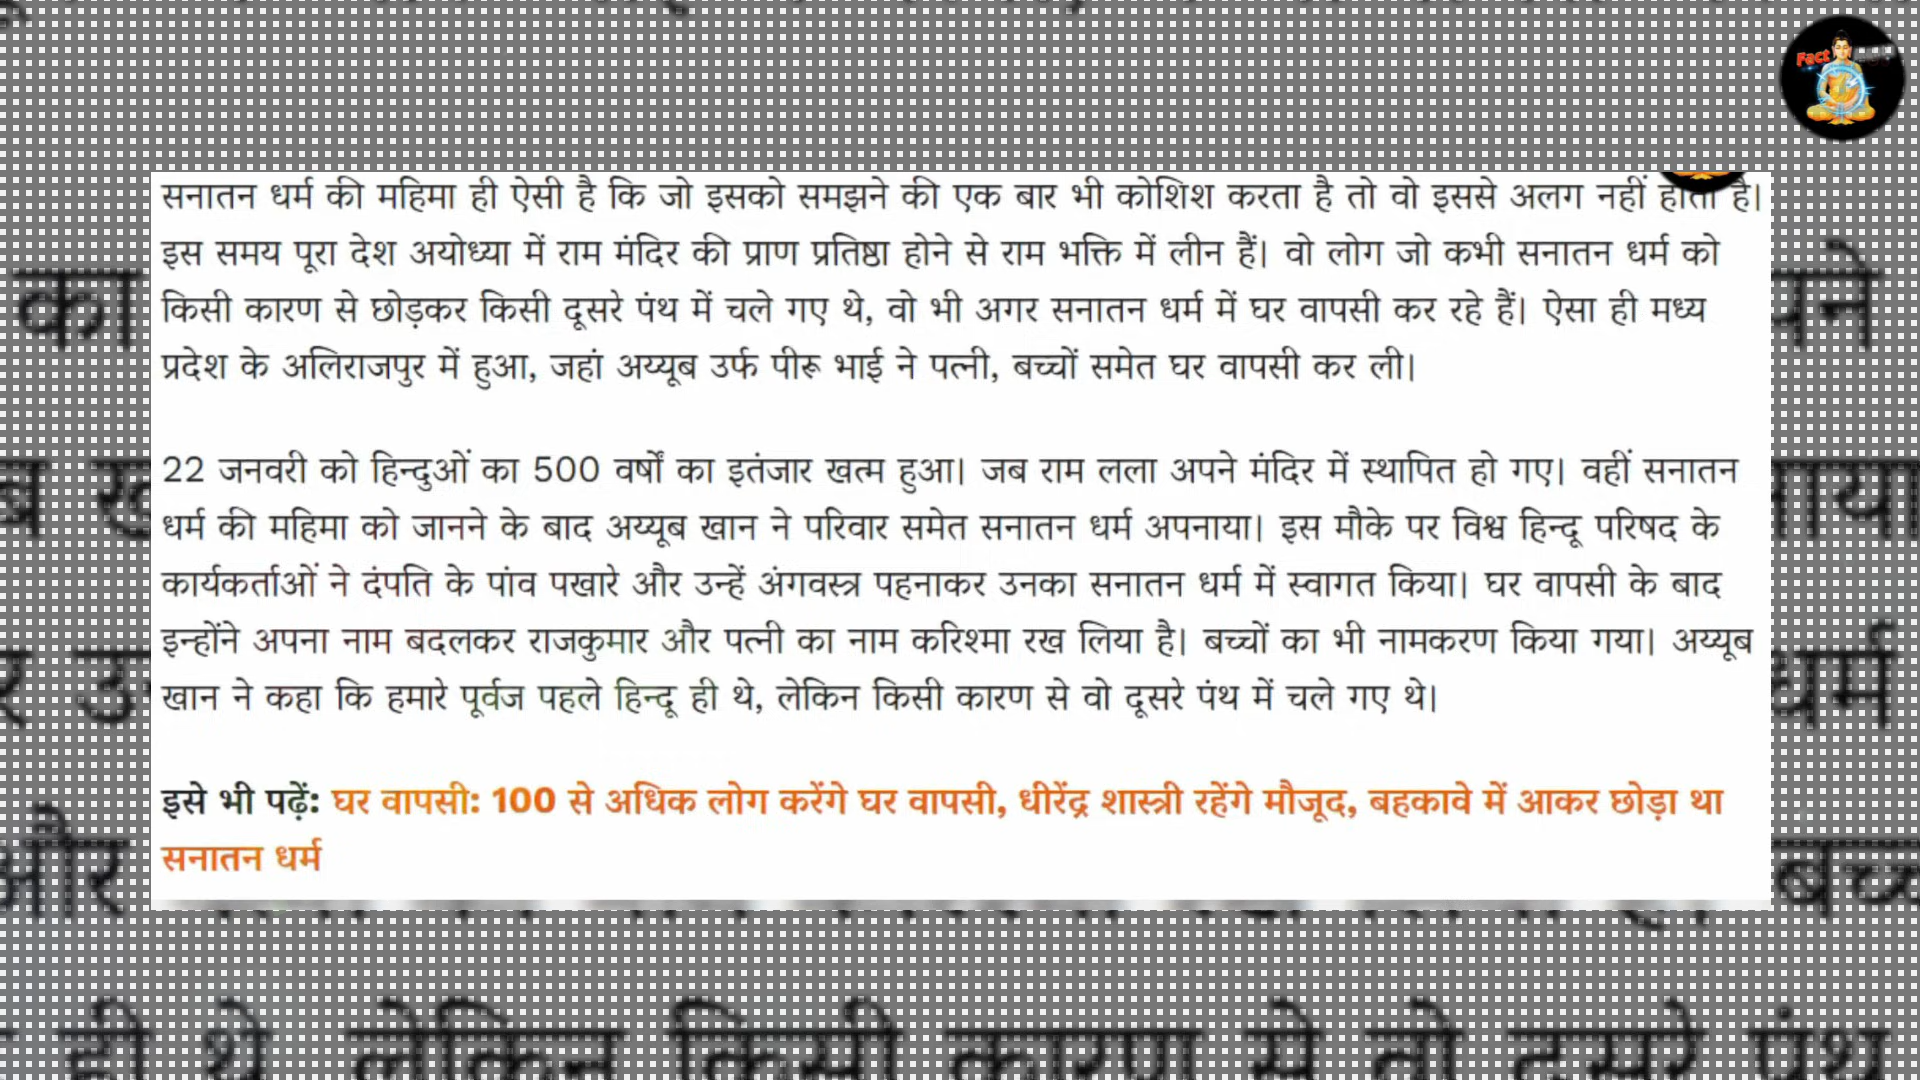 Fact
सनातन धर्म की महिमा ही ऐसी है कि जो इसको समझने की एक बार भी कोशिश करता है तो वो इससे अलग नहीं होता है।
इस समय पूरा देश अयोध्या में राम मंदिर की प्राण प्रतिष्ठा होने से राम भक्ति में लीन हैं। वो लोग जो कभी सनातन धर्म को
किसी कारण से छोड़कर किसी दूसरे पंथ में चले गए थे, वो भी अगर सनातन धर्म में घर वापसी कर रहे हैं। ऐसा ही मध्य
प्रदेश के अलिराजपुर में हुआ, जहां अय्यूब उर्फ पीरू भाई ने पत्नी, बच्चों समेत घर वापसी कर ली।
22 जनवरी को हिन्दुओं का 500 वर्षों का इतंजार खत्म हुआ। जब राम लला अपने मंदिर में स्थापित हो गए। वहीं सनातन
धर्म की महिमा को जानने के बाद अय्यूब खान ने परिवार समेत सनातन धर्म अपनाया। इस मौके पर विश्व हिन्दू परिषद के
कार्यकर्ताओं ने दंपति के पांव पखारे और उन्हें अंगवस्त्र पहनाकर उनका सनातन धर्म में स्वागत किया। घर वापसी के बाद
इन्होंने अपना नाम बदलकर राजकुमार और पत्नी का नाम करिश्मा रख लिया है। बच्चों का भी नामकरण किया गया। अय्यूब
खान ने कहा कि हमारे पूर्वज पहले हिन्दू ही थे, लेकिन किसी कारण से वो दूसरे पंथ में चले गए थे।
इसे भी पढ़ें: घर वापसी: 100 से अधिक लोग करेंगे घर वापसी, धीरेंद्र शास्त्री रहेंगे मौजूद, बहकावे में आकर छोड़ा था
सनातन धर्म
ही थे, लेकिन किसी कारण से वो दूसरे पंथ